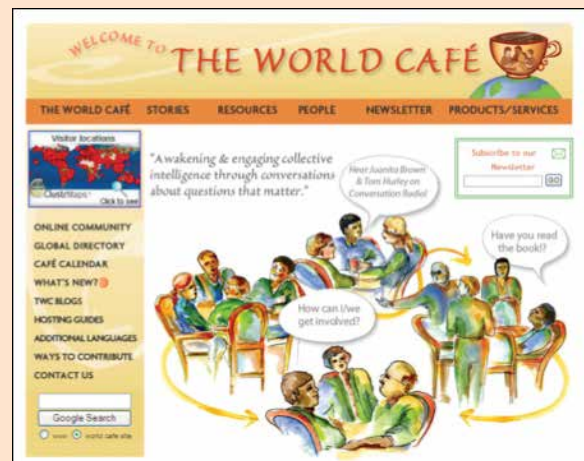 WELCOME TO
THE WORLD CAFÉ
THE WORLD CAFÉ STORIES RESOURCES PEOPLE NEWSLETTER PRODUCTS/SERVICES
Visitor locations
ClustrMaps
Click to see
"Awakening & engaging collective
intelligence through conversations
about questions that matter."
Hear Juanita Brown
& Tom Hurley on
Conversation Radio!
Subscribe to our
Newsletter
GO
Have you read
the book!?
How can i/we
get involved?
ONLINE COMMUNITY
GLOBAL DIRECTORY
CAFÉ CALENDAR
WHAT'S NEW?
TWC BLOGS
HOSTING GUIDES
ADDITIONAL LANGUAGES
WAYS TO CONTRIBUTE
CONTACT US
Google Search
www world cafe site